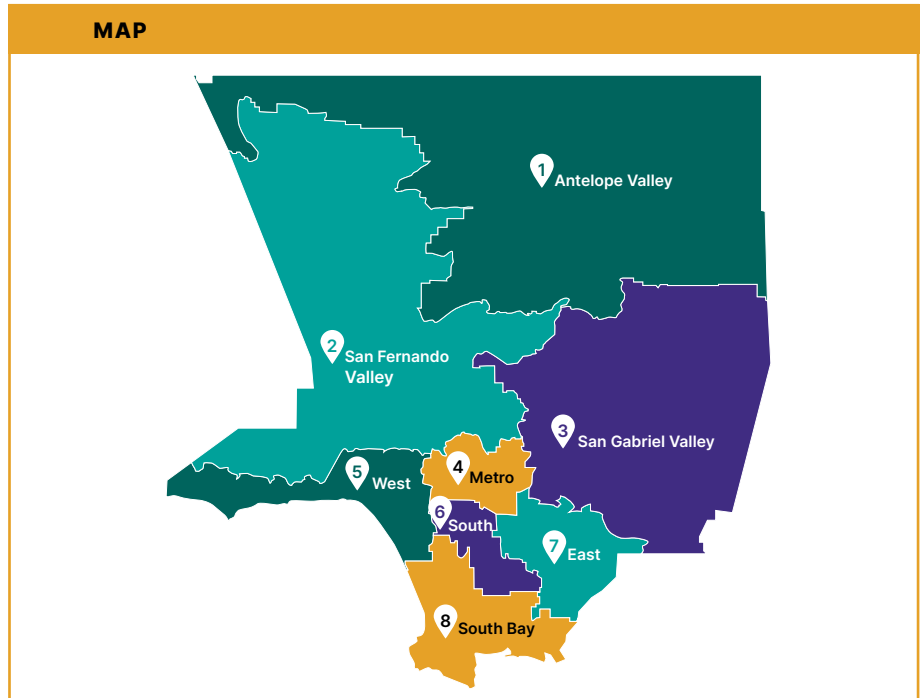 MAP
1
Antelope Valley
2
San Fernando
Valley
3
San Gabriel Valley
4
Metro
5
West
6
South
7
East
8
South Bay